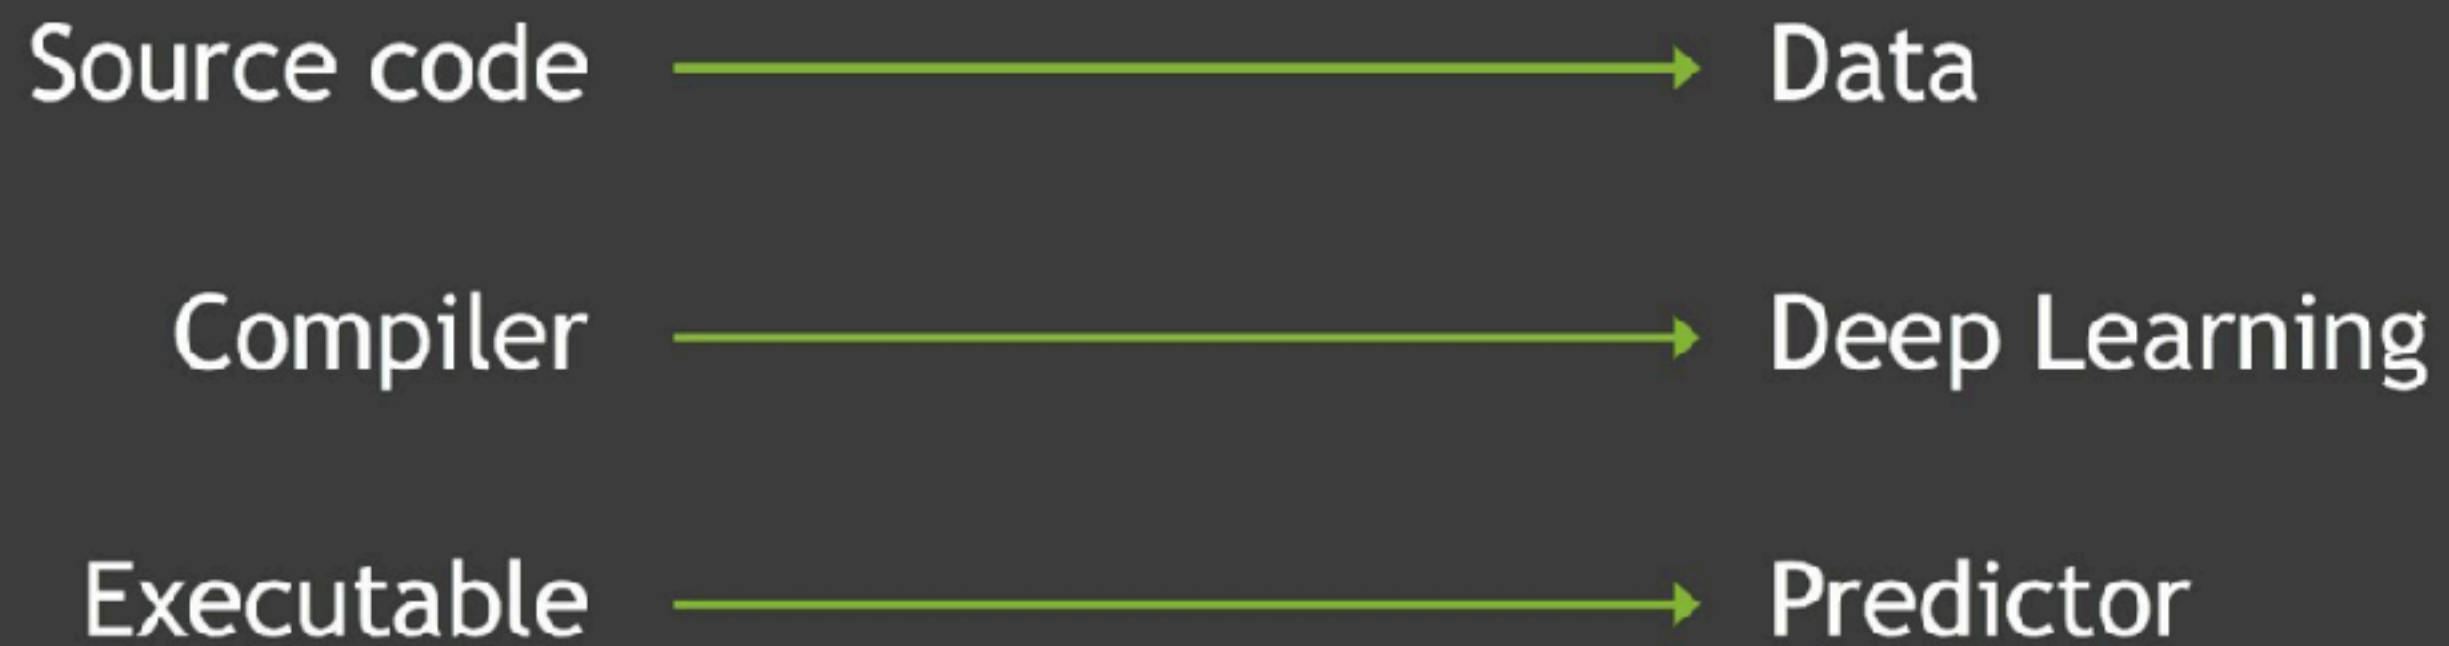 Source code Data
Compiler Deep Learning
Executable Predictor